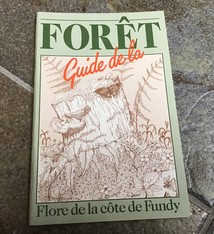 FORÊT
Guide de la
Flore de la côte de Fundy